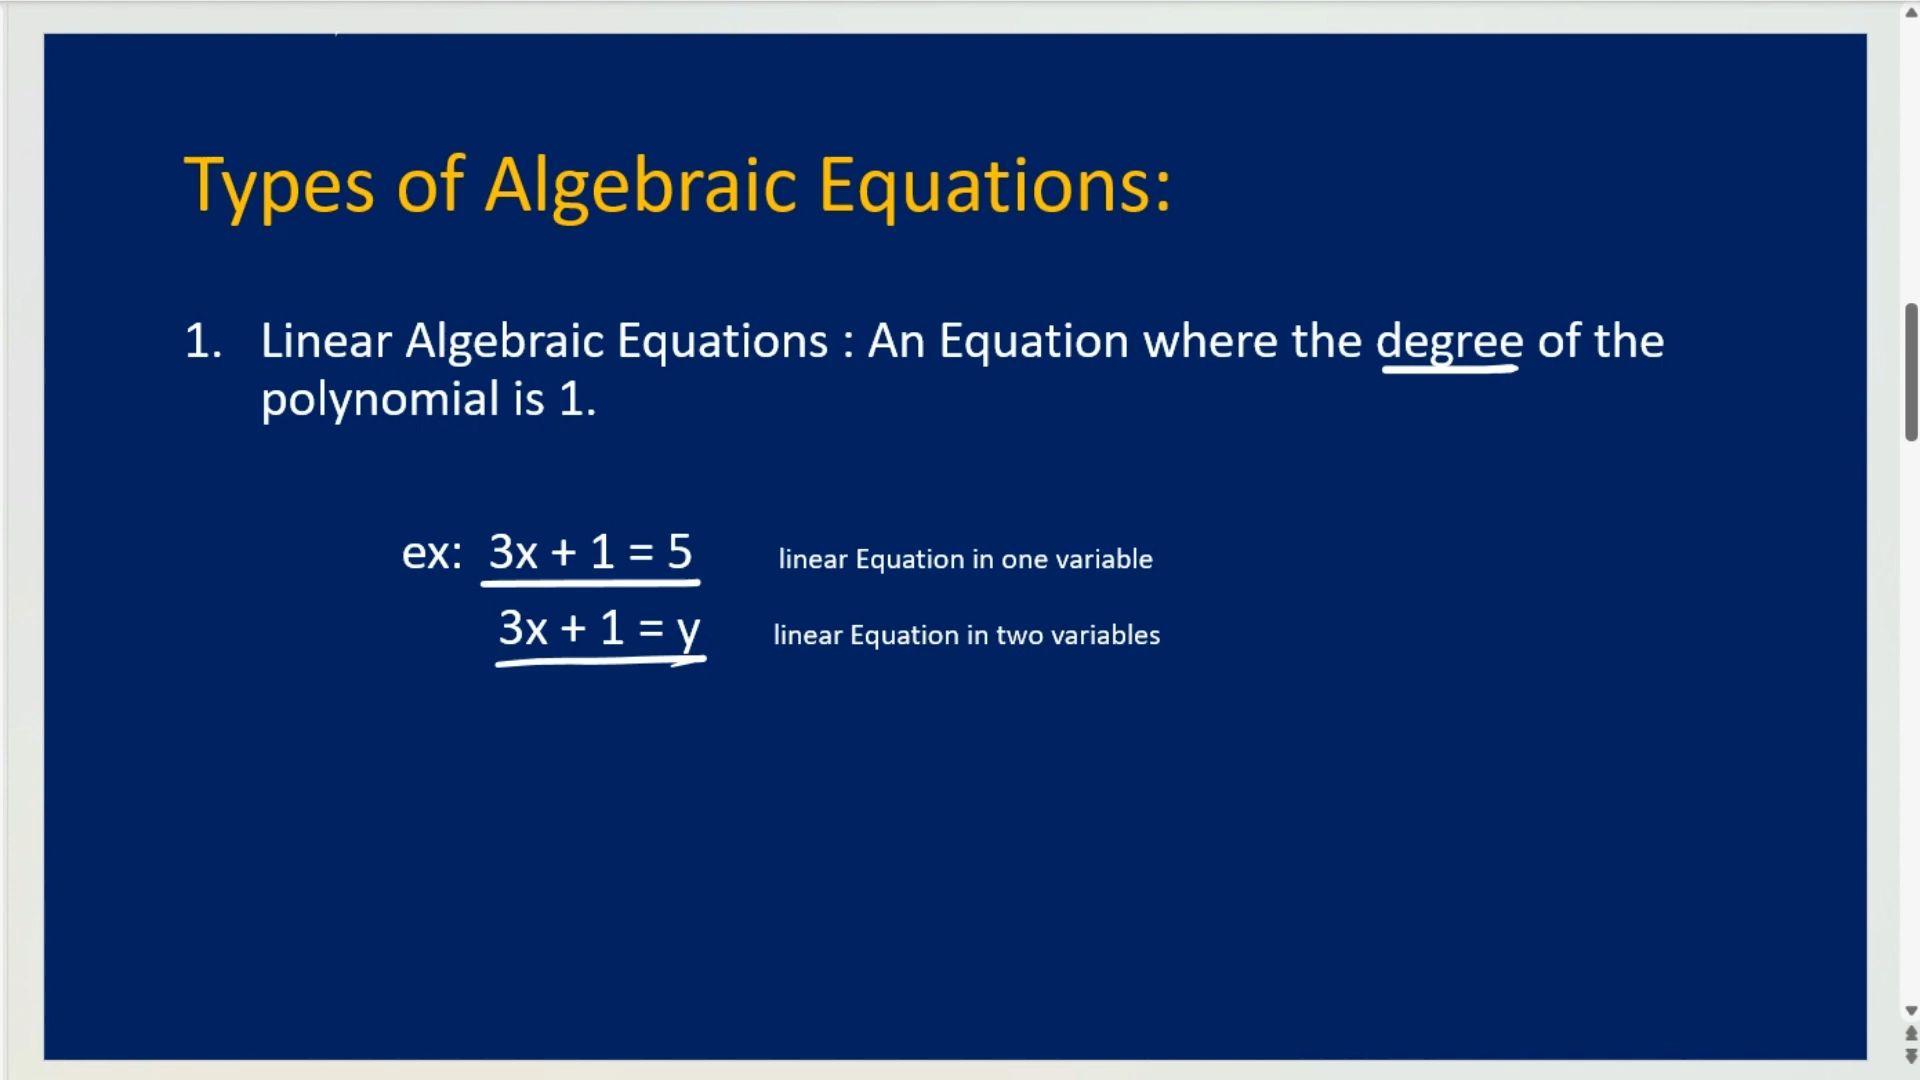 Types of Algebraic Equations:
1. Linear Algebraic Equations : An Equation where the degree of the
polynomial is 1.
ex: 3x + 1 = 5 linear Equation in one variable
3x + 1 = y linear Equation in two variables